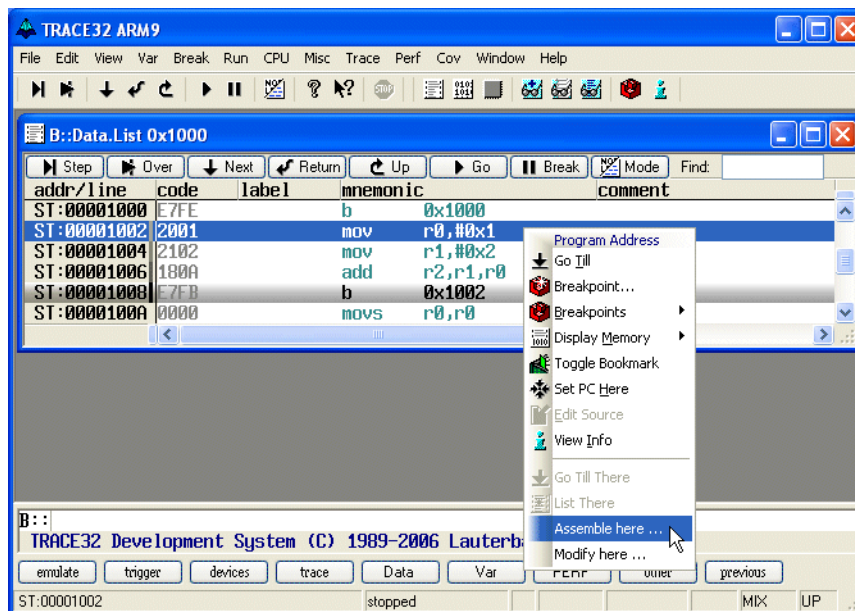 TRACE32 ARM9
File Edit View Var Break Run CPU Misc Trace Perf Cov Window Help
B::Data.List 0x1000
Step Over Next Return Up Go Break Mode Find:
addr/line code label mnemonic comment
ST:00001000 E7FE b 0x1000
ST:00001002 2001 mov r0,#0x1
ST:00001004 2102 mov r1,#0x2
ST:00001006 180A add r2,r1,r0
ST:00001008 E7FB b 0x1002
ST:0000100A 0000 movs r0,r0
Program Address
Go Till
Breakpoint...
Breakpoints
Display Memory
Toggle Bookmark
Set PC Here
Edit Source
View Info
Go Till There
List There
Assemble here ...
Modify here ...
B::
TRACE32 Development System (C) 1989-2006
emulate trigger devices trace Data Var PERF other previous
ST:00001002 stopped MIX UP